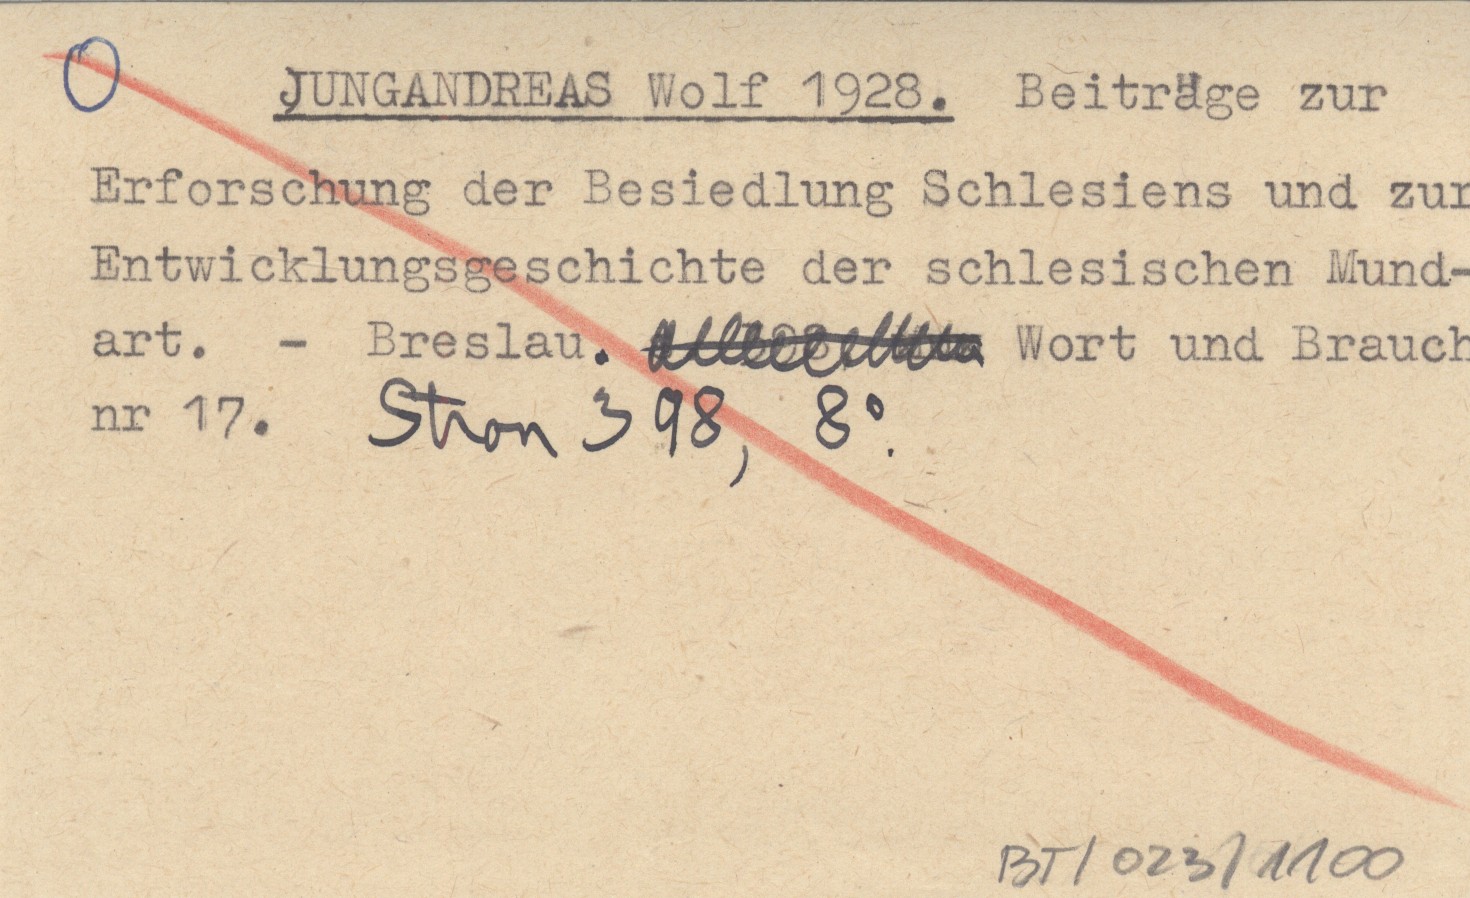 JUNGANDREAS Wolf 1928. Beiträge zur
Erforschung der Besiedlung Schlesiens und zur
Entwicklungsgeschichte der schlesischen Mund-
art. - Breslau. Wort und Brauch
nr 17. Stron 398, 8°.
BT/023/1100